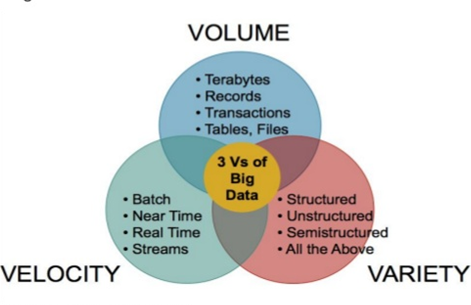 VOLUME
• Terabytes
• Records
• Transactions
• Tables, Files
3 Vs of
Big
Data
• Batch
• Near Time
• Real Time
• Streams
• Structured
• Unstructured
• Semistructured
• All the Above
VELOCITY
VARIETY